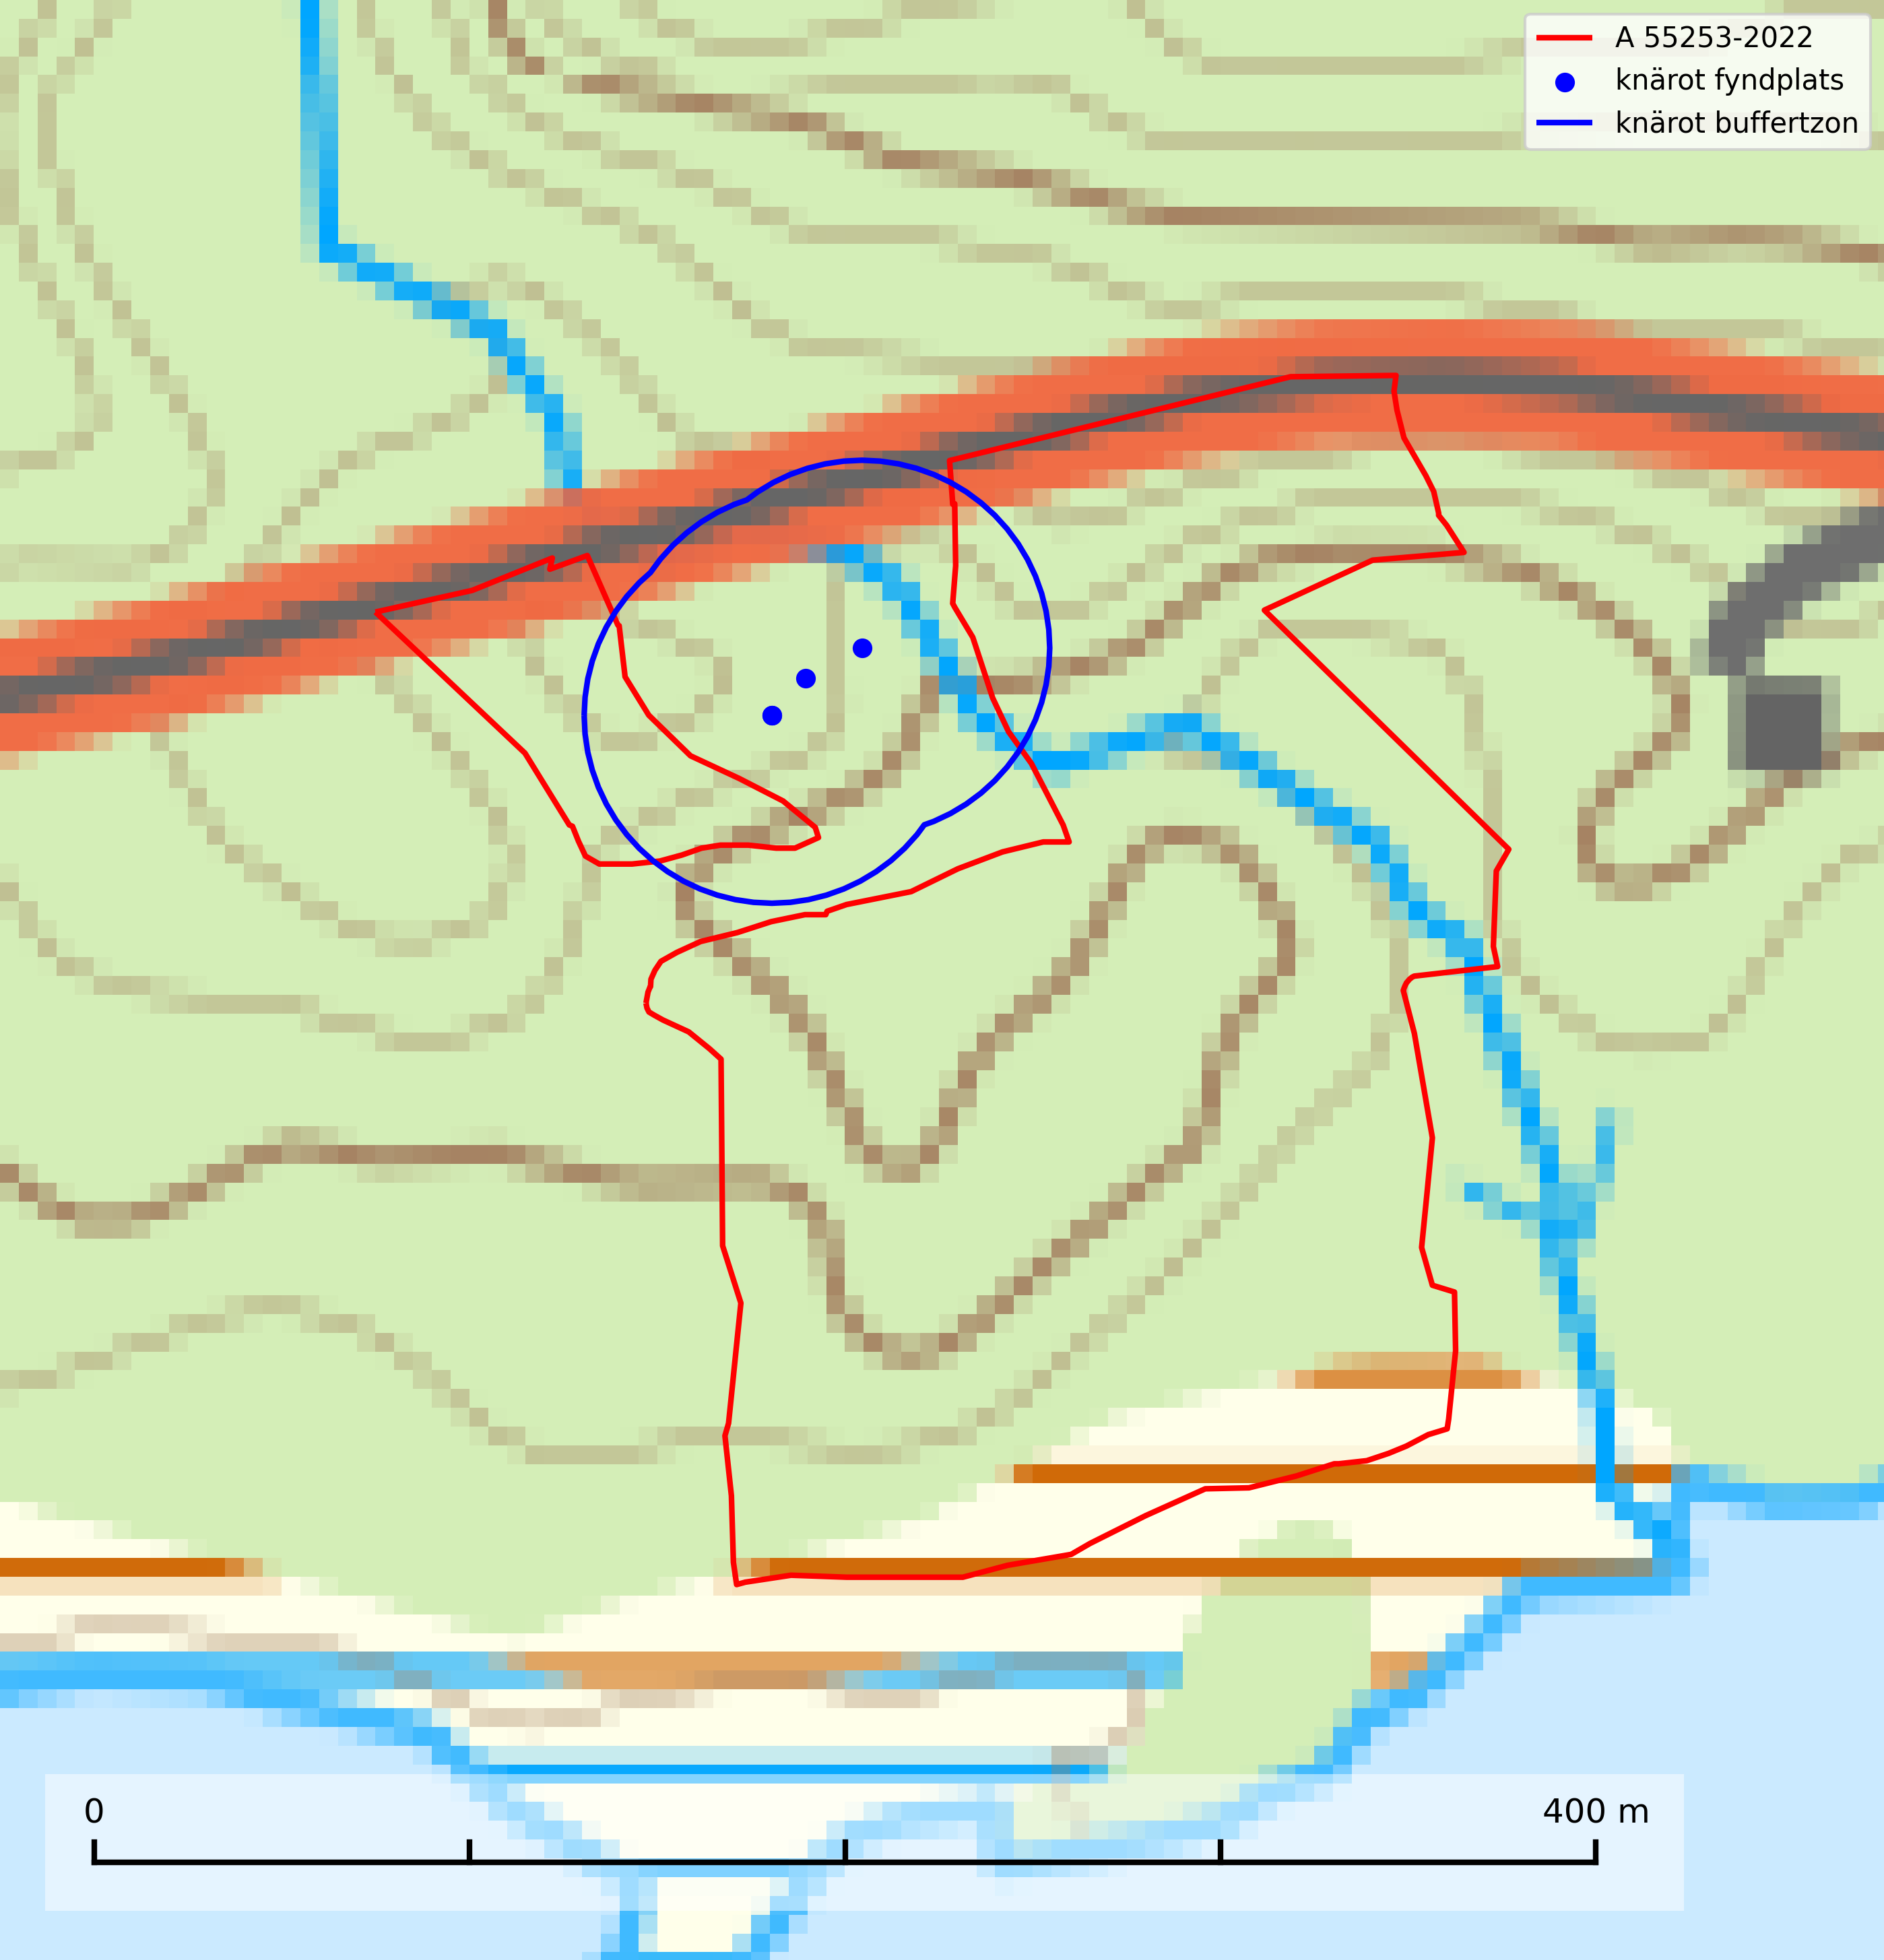 A 55253-2022
knärot fyndplats
knärot buffertzon
0
400 m